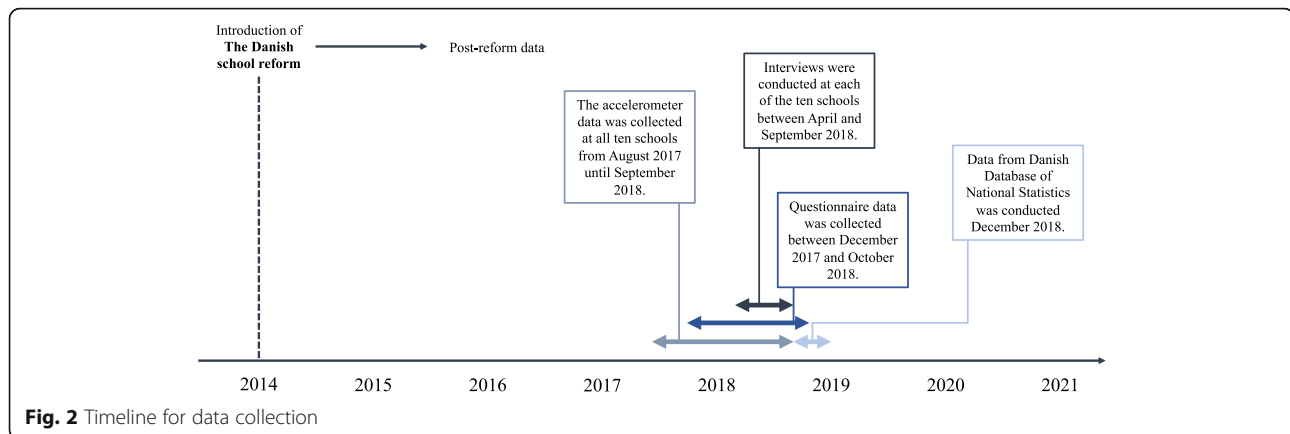 Introduction of
The Danish
school reform
Post-reform data
The accelerometer
data was collected
at all ten schools
from August 2017
until September
2018.
Interviews were
conducted at each
of the ten schools
between April and
September 2018.
Questionnaire data
was collected
between December
2017 and October
2018.
Data from Danish
Database of
National Statistics
was conducted
December 2018.
2014 2015 2016 2017 2018 2019 2020 2021
Fig. 2 Timeline for data collection